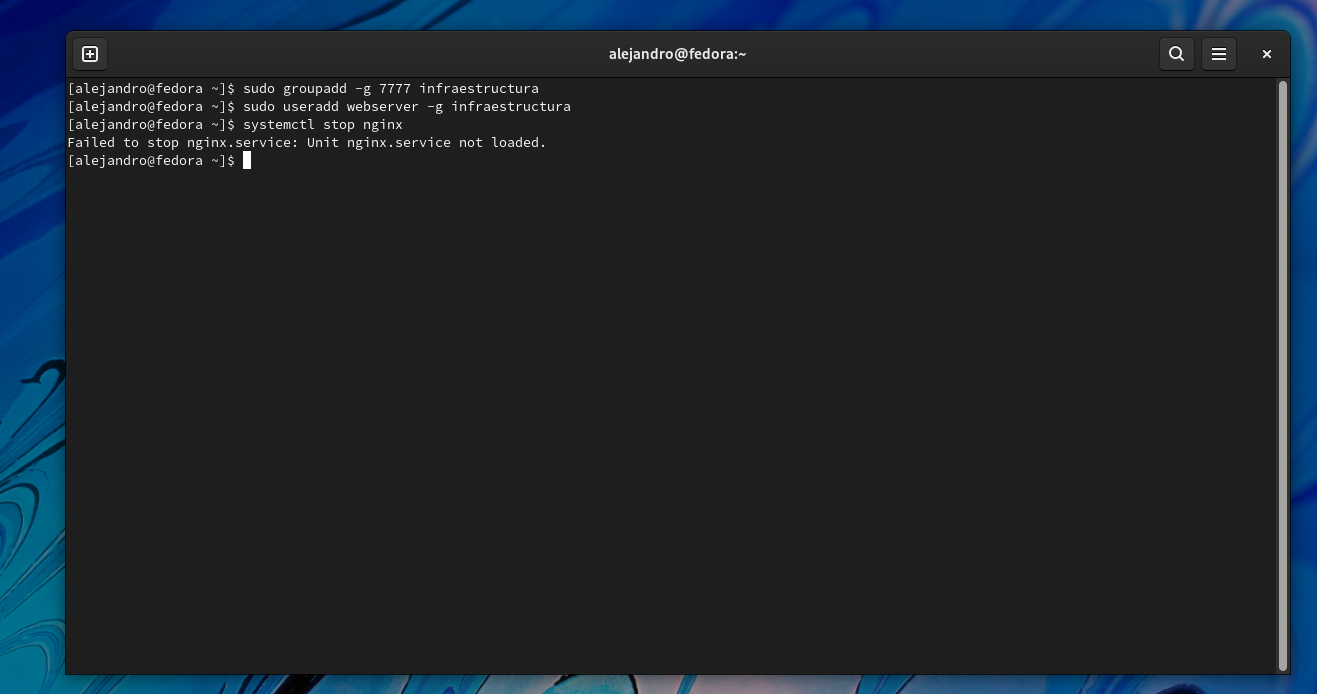 alejandro@fedora:~
[alejandro@fedora ~]$ sudo groupadd -g 7777 infraestructura
[alejandro@fedora ~]$ sudo useradd webserver -g infraestructura
[alejandro@fedora ~]$ systemctl stop nginx
Failed to stop nginx.service: Unit nginx.service not loaded.
[alejandro@fedora ~]$